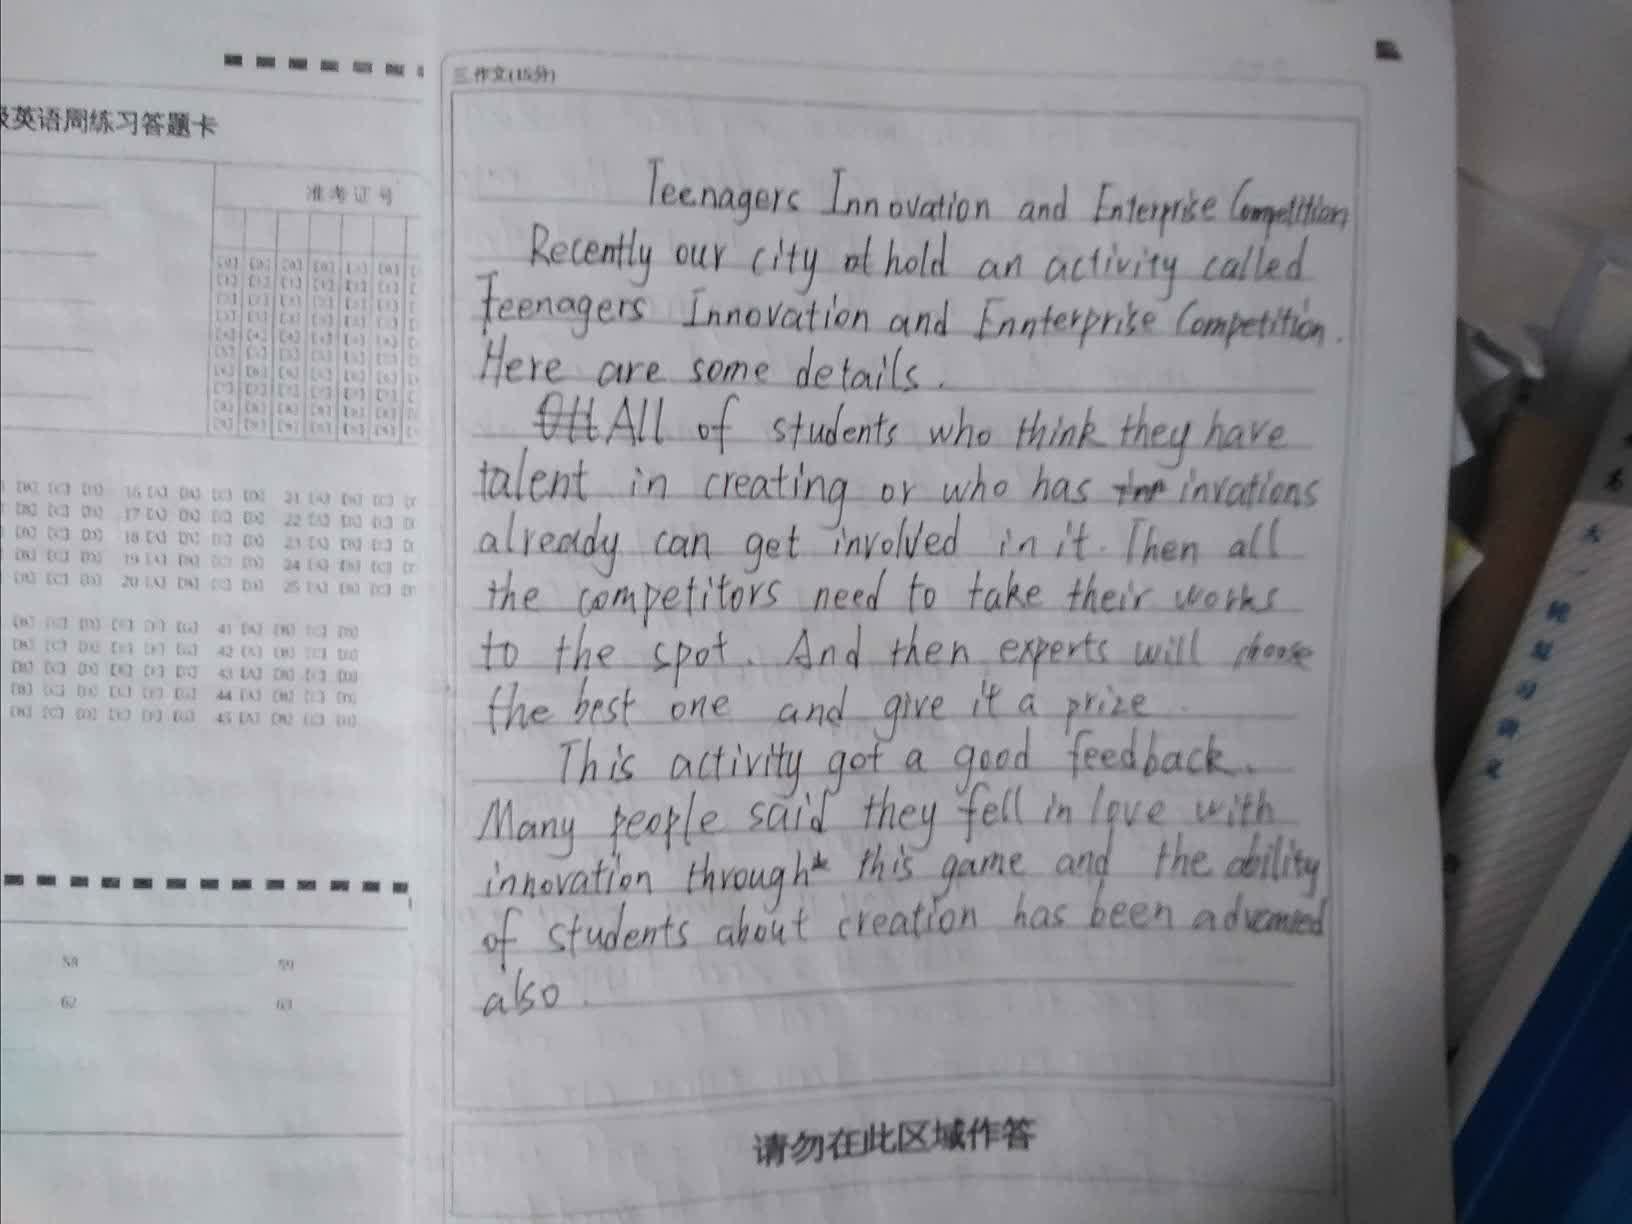 三.作文(15分)
级英语周练习答题卡
准考证号
Teenagers Innovation and Enterprise Competition
Recently our city hold an activity called
Teenagers Innovation and Ennterprise Competition.
Here are some details.
All of students who think they have
talent in creating or who has invations
already can get involved in it. Then all
the competitors need to take their works
to the spot. And then experts will choose
the best one and give it a prize.
This activity got a good feedback.
Many people said they fell in love with
innovation through this game and the ability
of students about creation has been advanced
also.
请勿在此区域作答
16 [A] [B] [C] [D] 21 [A] [B] [C]
17 [A] [B] [C] [D] 22 [A] [B] [C]
18 [A] [B] [C] [D] 23 [A] [B] [C]
19 [A] [B] [C] [D] 24 [A] [B] [C]
20 [A] [B] [C] [D] 25 [A] [B] [C]
41 [A] [B] [C] [D]
42 [A] [B] [C] [D]
43 [A] [B] [C] [D]
44 [A] [B] [C] [D]
45 [A] [B] [C] [D]
58 59
62 63